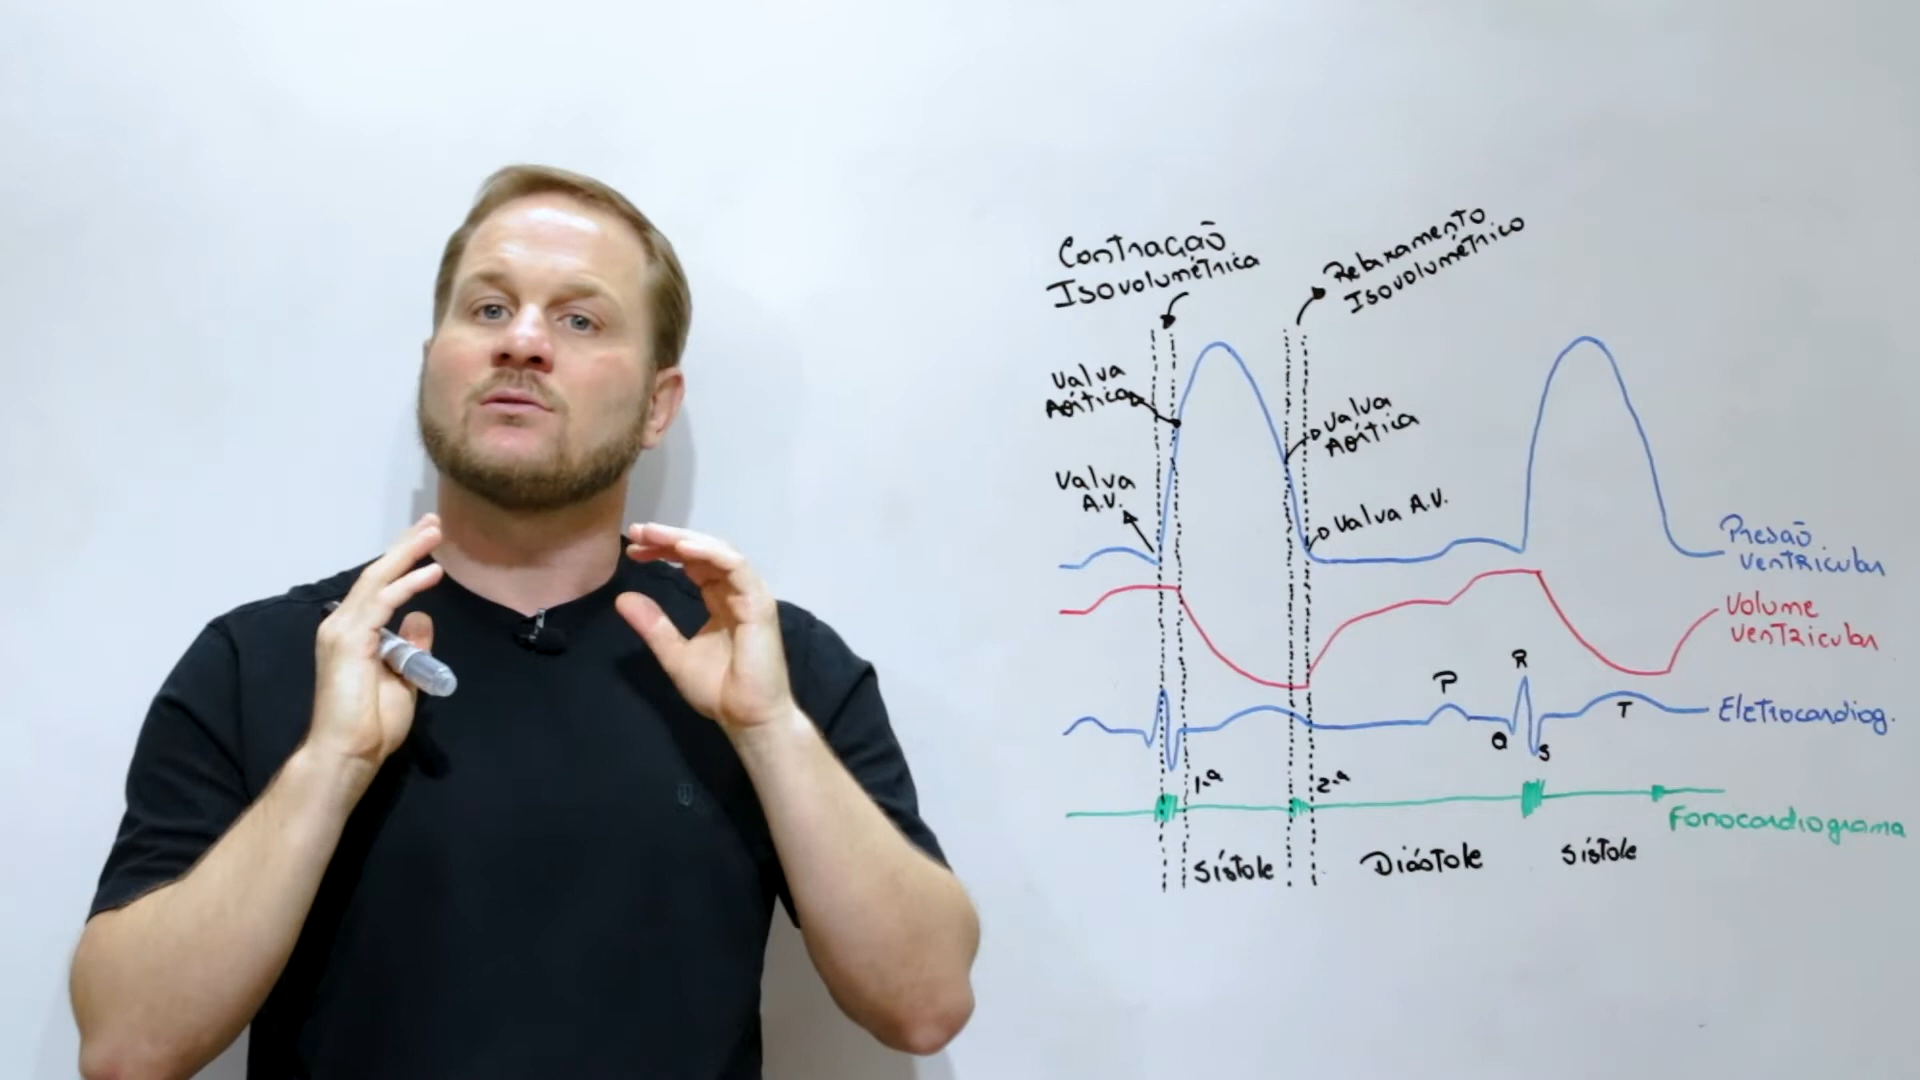 Contração
Isovolumétrica
Relaxamento
Isovolumétrico
Valva
Aórtica
Valva
Aórtica
Valva
A.V.
Valva A.V.
Presão
Ventricular
Volume
Ventricular
P
R
Q
S
T
Eletrocardiog.
1.a
2.a
Fonocardiograma
Sístole
Diástole
Sístole